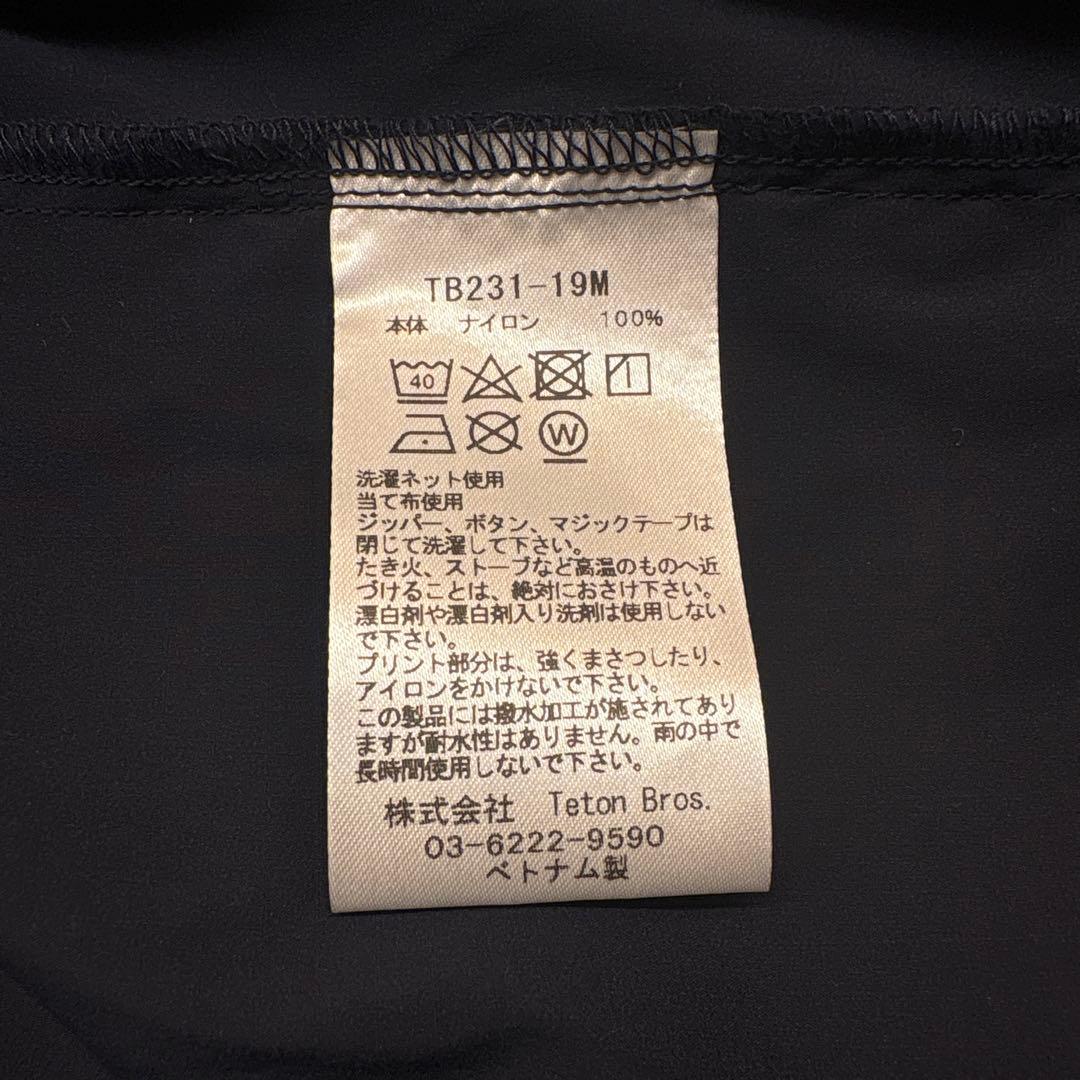 TB231-19M
本体 ナイロン 100%
40
W
洗濯ネット使用
当て布使用
ジッパー、ボタン、マジックテープは
閉じて洗濯して下さい。
たき火、ストーブなど高温のものへ近
づけることは、絶対におさけ下さい。
漂白剤や漂白剤入り洗剤は使用しない
で下さい。
プリント部分は、強くまさつしたり、
アイロンをかけないで下さい。
この製品には撥水加工が施されてあり
ますが耐水性はありません。雨の中で
長時間使用しないで下さい。
株式会社 Teton Bros.
03-6222-9590
ベトナム製